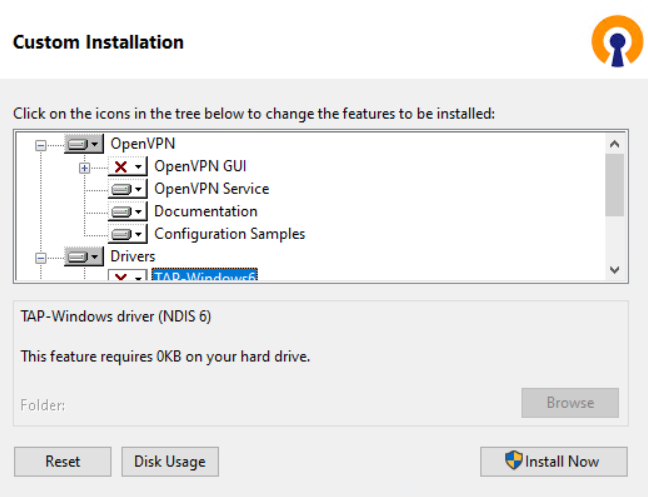 Custom Installation
Click on the icons in the tree below to change the features to be installed:
OpenVPN
OpenVPN GUI
OpenVPN Service
Documentation
Configuration Samples
Drivers
TAP-Windows6
TAP-Windows driver (NDIS 6)
This feature requires 0KB on your hard drive.
Folder:
Browse
Reset
Disk Usage
Install Now